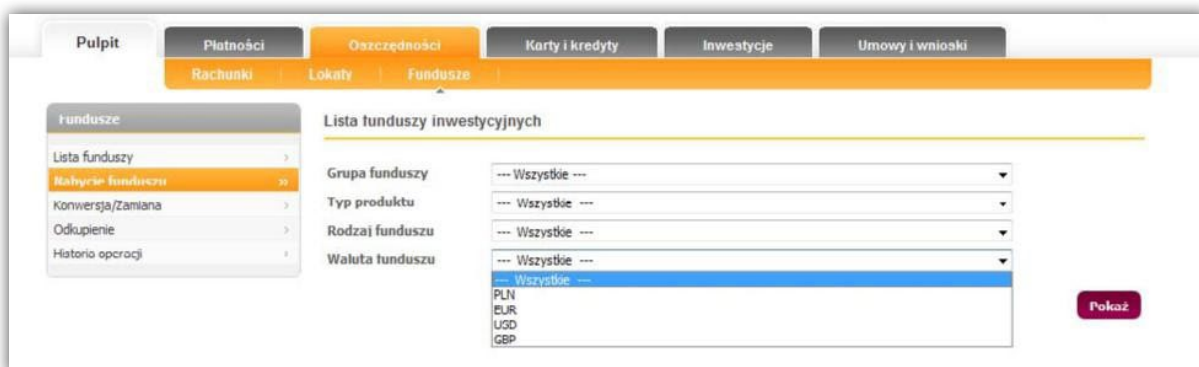 Pulpit Płatności Oszczędności Karty i kredyty Inwestycje Umowy i wnioski
Rachunki Lokaty Fundusze
Fundusze
Lista funduszy
Nabycie funduszu
Konwersja/Zamiana
Odkupienie
Historia operacji
Lista funduszy inwestycyjnych
Grupa funduszy --- Wszystkie ---
Typ produktu --- Wszystkie ---
Rodzaj funduszu --- Wszystkie ---
Waluta funduszu --- Wszystkie ---
--- Wszystkie ---
PLN
EUR
USD
GBP
Pokaż